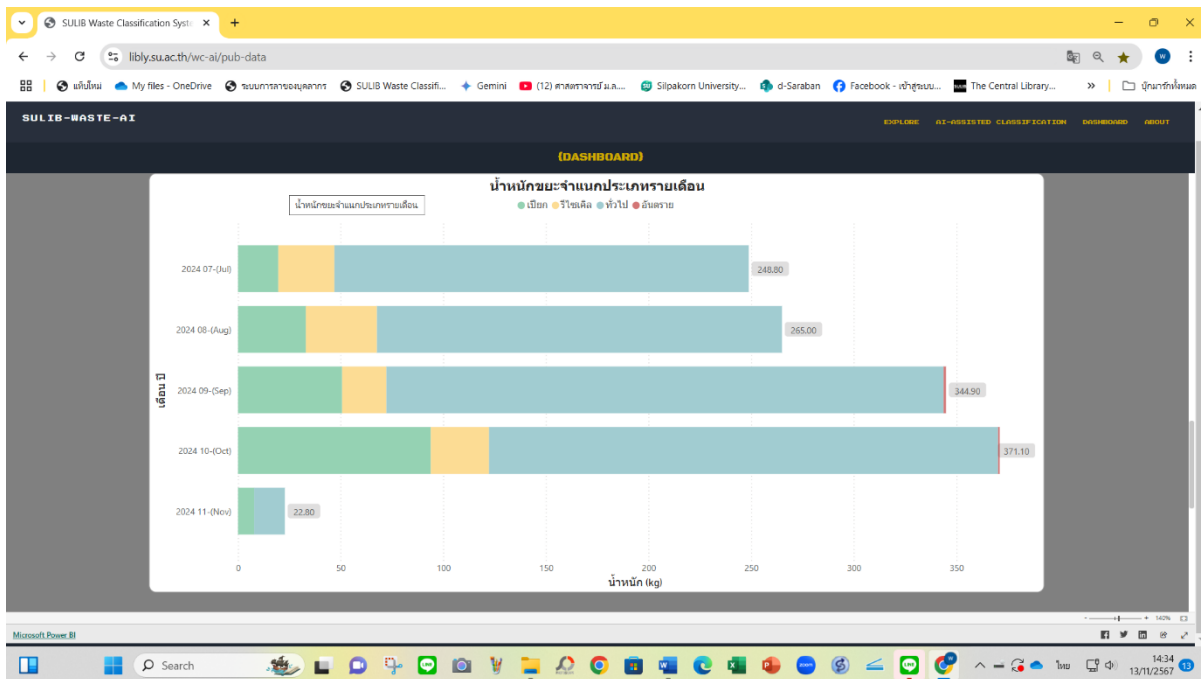 SULIB Waste Classification Syste
libly.su.ac.th/wc-ai/pub-data
W
แท็บใหม่ My files - OneDrive ระบบการลาของบุคลากร SULIB Waste Classifi... Gemini (12) ศาสตราจารย์ ม.ล.... Silpakorn University... d-Saraban Facebook - เข้าสู่ระบบ... The Central Library... » บุ๊กมาร์กทั้งหมด
SULIB-WASTE-AI EXPLORE AI-ASSISTED CLASSIFICATION DASHBOARD ABOUT
(DASHBOARD)
น้ำหนักขยะจำแนกประเภทรายเดือน
น้ำหนักขยะจำแนกประเภทรายเดือน
เปียก รีไซเคิล ทั่วไป อันตราย
2024 07-(Jul) 248.80
2024 08-(Aug) 265.00
เดือน ปี
2024 09-(Sep) 344.90
2024 10-(Oct) 371.10
2024 11-(Nov) 22.80
0 50 100 150 200 250 300 350
น้ำหนัก (kg)
- + 140%
Microsoft Power BI
Search ไทย 14:34
13/11/2567 13